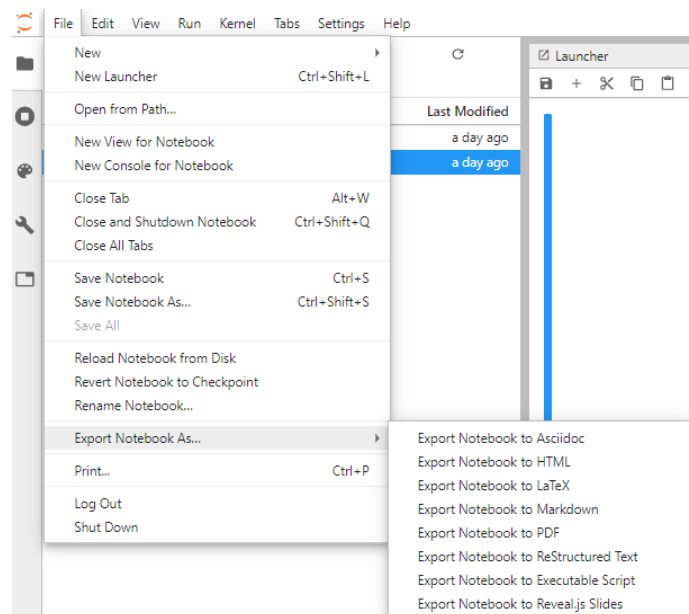 File Edit View Run Kernel Tabs Settings Help
New
New Launcher Ctrl+Shift+L
Open from Path...
New View for Notebook
New Console for Notebook
Close Tab Alt+W
Close and Shutdown Notebook Ctrl+Shift+Q
Close All Tabs
Save Notebook Ctrl+S
Save Notebook As... Ctrl+Shift+S
Save All
Reload Notebook from Disk
Revert Notebook to Checkpoint
Rename Notebook...
Export Notebook As...
Print... Ctrl+P
Log Out
Shut Down
Last Modified
a day ago
a day ago
Launcher
Export Notebook to Asciidoc
Export Notebook to HTML
Export Notebook to LaTeX
Export Notebook to Markdown
Export Notebook to PDF
Export Notebook to ReStructured Text
Export Notebook to Executable Script
Export Notebook to Reveal.js Slides